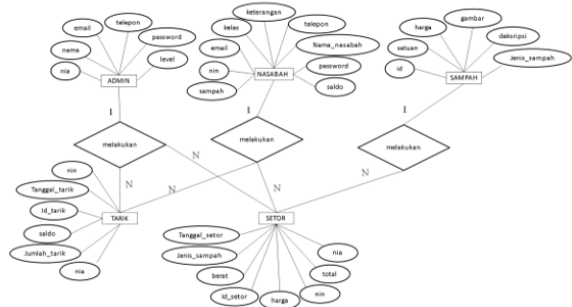 email
telepon
password
nama
level
nia
ADMIN
keterangan
kelas
telepon
email
Nama_nasabah
nin
password
sampah
NASABAH
saldo
gambar
harga
deksripsi
satuan
Jenis_sampah
id
SAMPAH
1
1
1
melakukan
melakukan
melakukan
N
N
N
N
N
nin
Tanggal_tarik
Id_tarik
TARIK
saldo
Jumlah_tarik
nia
SETOR
Tanggal_setor
Jenis_sampah
berat
Id_setor
harga
nin
total
nia